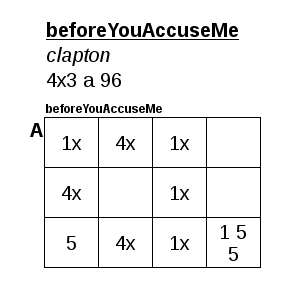 beforeYouAccuseMe
clapton
4x3 a 96
beforeYouAccuseMe
A
1x 4x 1x
4x 1x
5 4x 1x 1 5
5